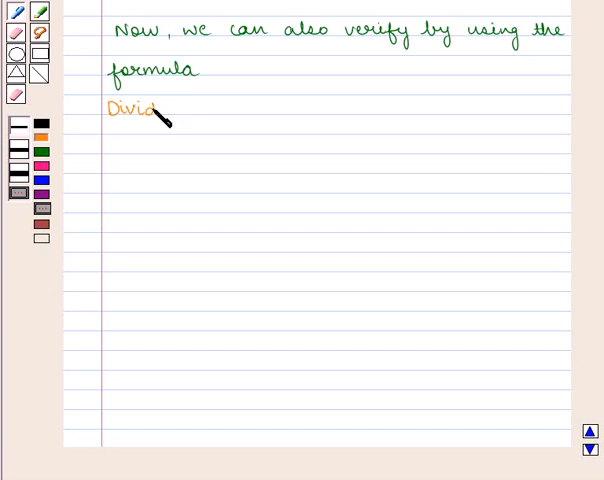 Now, we can also verify by using the
formula
Divid